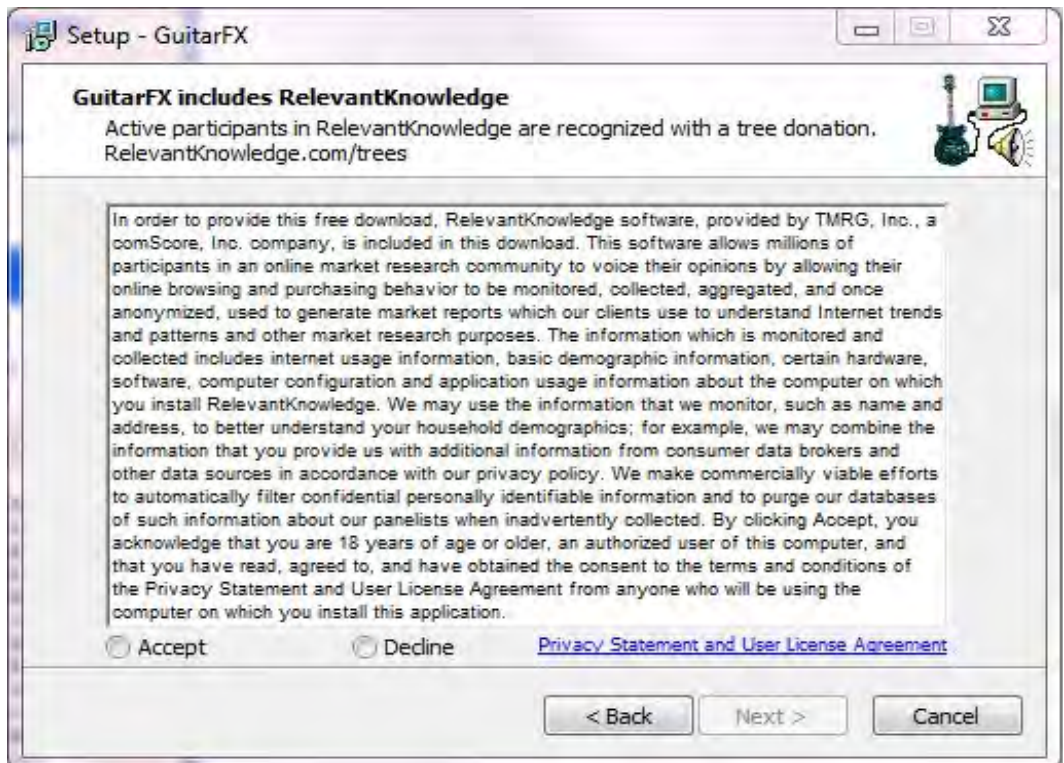 Setup - GuitarFX
GuitarFX includes RelevantKnowledge
Active participants in RelevantKnowledge are recognized with a tree donation.
RelevantKnowledge.com/trees
In order to provide this free download, RelevantKnowledge software, provided by TMRG, Inc., a
comScore, Inc. company, is included in this download. This software allows millions of
participants in an online market research community to voice their opinions by allowing their
online browsing and purchasing behavior to be monitored, collected, aggregated, and once
anonymized, used to generate market reports which our clients use to understand Internet trends
and patterns and other market research purposes. The information which is monitored and
collected includes internet usage information, basic demographic information, certain hardware,
software, computer configuration and application usage information about the computer on which
you install RelevantKnowledge. We may use the information that we monitor, such as name and
address, to better understand your household demographics; for example, we may combine the
information that you provide us with additional information from consumer data brokers and
other data sources in accordance with our privacy policy. We make commercially viable efforts
to automatically filter confidential personally identifiable information and to purge our databases
of such information about our panelists when inadvertently collected. By clicking Accept, you
acknowledge that you are 18 years of age or older, an authorized user of this computer, and
that you have read, agreed to, and have obtained the consent to the terms and conditions of
the Privacy Statement and User License Agreement from anyone who will be using the
computer on which you install this application.
Accept Decline Privacy Statement and User License Agreement
< Back Next > Cancel